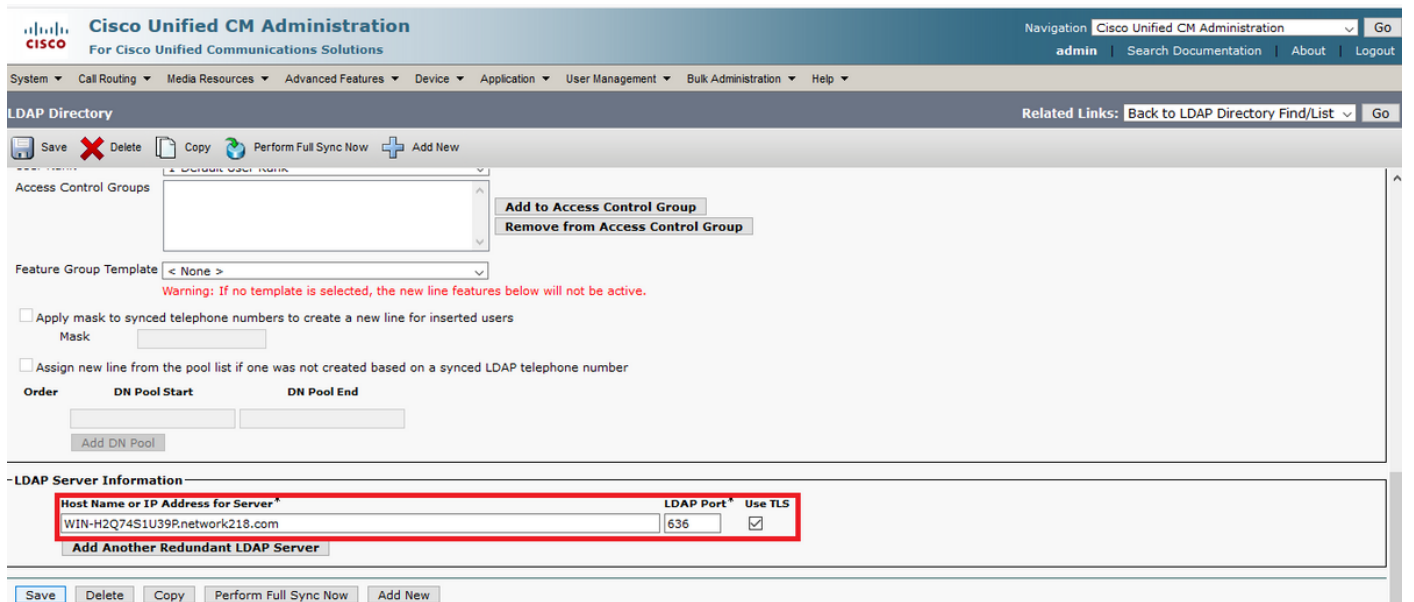 CISCO
Cisco Unified CM Administration
For Cisco Unified Communications Solutions
Navigation Cisco Unified CM Administration Go
admin | Search Documentation | About | Logout
System Call Routing Media Resources Advanced Features Device Application User Management Bulk Administration Help
LDAP Directory
Related Links: Back to LDAP Directory Find/List Go
Save Delete Copy Perform Full Sync Now Add New
Access Control Groups
Add to Access Control Group
Remove from Access Control Group
Feature Group Template < None >
Warning: If no template is selected, the new line features below will not be active.
Apply mask to synced telephone numbers to create a new line for inserted users
Mask
Assign new line from the pool list if one was not created based on a synced LDAP telephone number
Order DN Pool Start DN Pool End
Add DN Pool
LDAP Server Information
Host Name or IP Address for Server* LDAP Port* Use TLS
WIN-H2Q74S1U39P.network218.com 636
Add Another Redundant LDAP Server
Save Delete Copy Perform Full Sync Now Add New